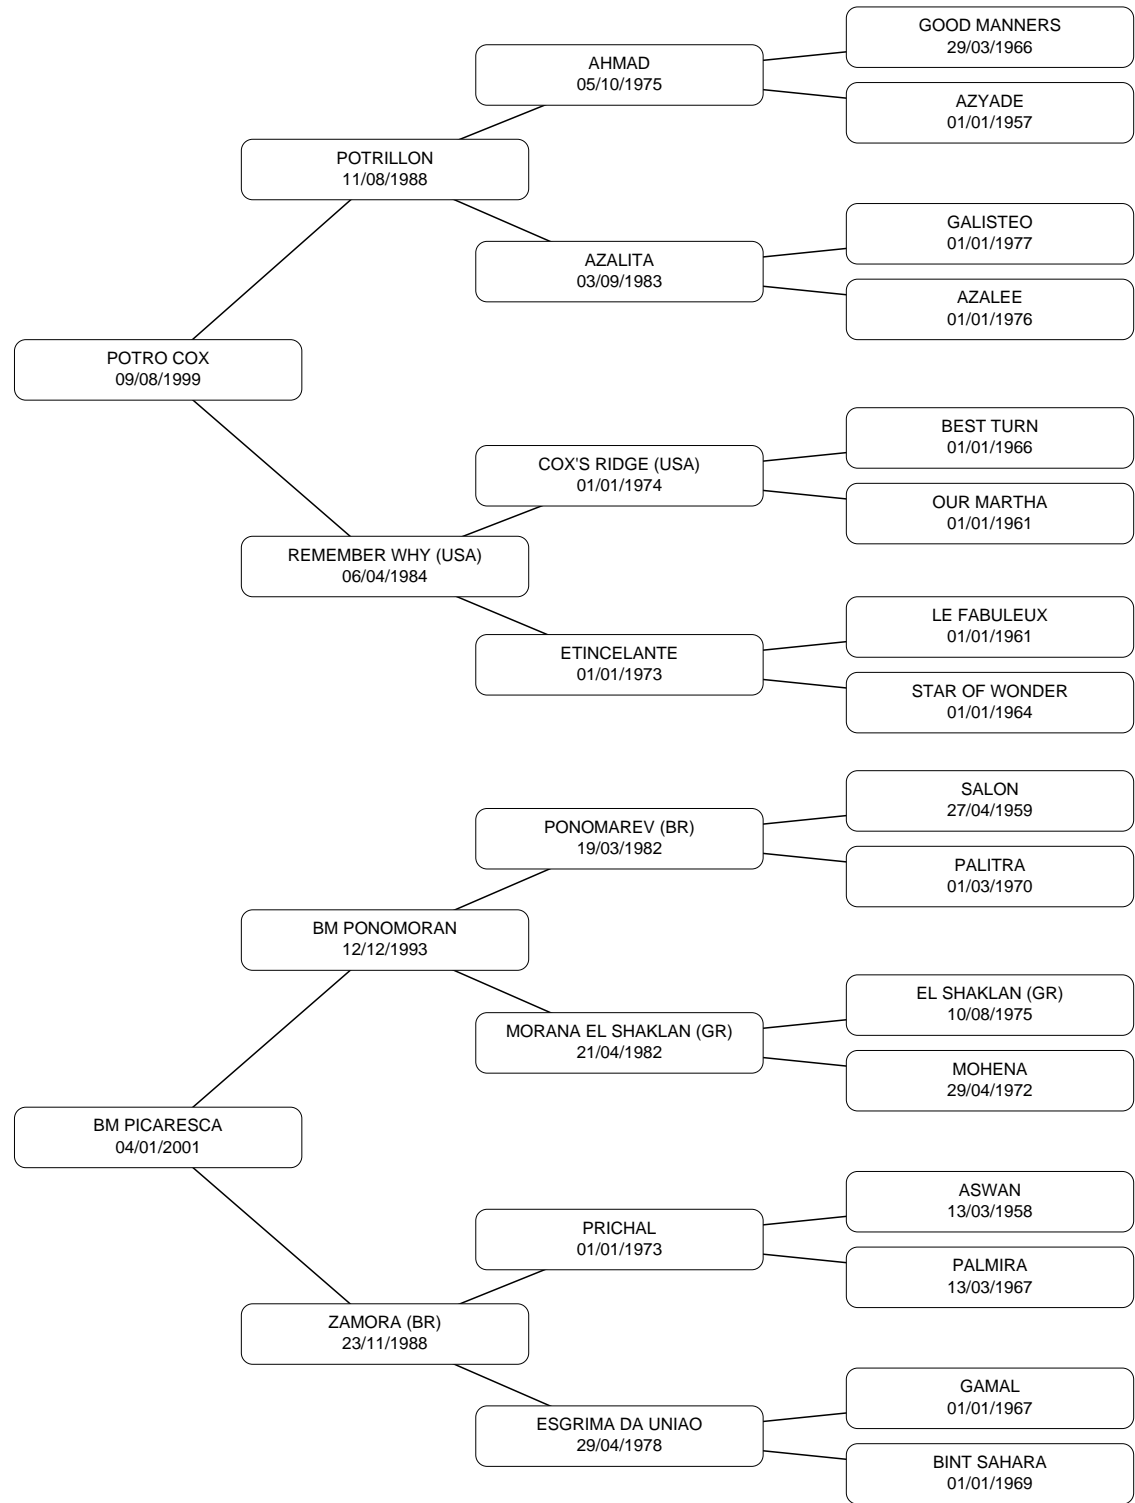 GOOD MANNERS
29/03/1966
AHMAD
05/10/1975
AZYADE
01/01/1957
POTRILLON
11/08/1988
GALISTEO
01/01/1977
AZALITA
03/09/1983
AZALEE
01/01/1976
POTRO COX
09/08/1999
BEST TURN
01/01/1966
COX'S RIDGE (USA)
01/01/1974
OUR MARTHA
01/01/1961
REMEMBER WHY (USA)
06/04/1984
LE FABULEUX
01/01/1961
ETINCELANTE
01/01/1973
STAR OF WONDER
01/01/1964
SALON
27/04/1959
PONOMAREV (BR)
19/03/1982
PALITRA
01/03/1970
BM PONOMORAN
12/12/1993
EL SHAKLAN (GR)
10/08/1975
MORANA EL SHAKLAN (GR)
21/04/1982
MOHENA
29/04/1972
BM PICARESCA
04/01/2001
ASWAN
13/03/1958
PRICHAL
01/01/1973
PALMIRA
13/03/1967
ZAMORA (BR)
23/11/1988
GAMAL
01/01/1967
ESGRIMA DA UNIAO
29/04/1978
BINT SAHARA
01/01/1969